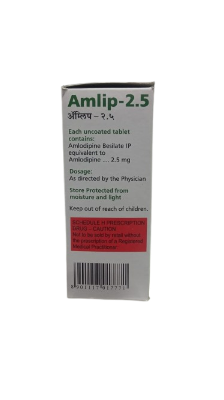 Amlip-2.5
अ‍ॅम्लिप – २.५
Each uncoated tablet
contains:
Amlodipine Besilate IP
equivalent to
Amlodipine .... 2.5 mg
Dosage:
As directed by the Physician
Store Protected from
moisture and light
Keep out of reach of children.
SCHEDULE H PRESCRIPTION
DRUG - CAUTION
Not to be sold by retail without
the prescription of a Registered
Medical Practitioner.